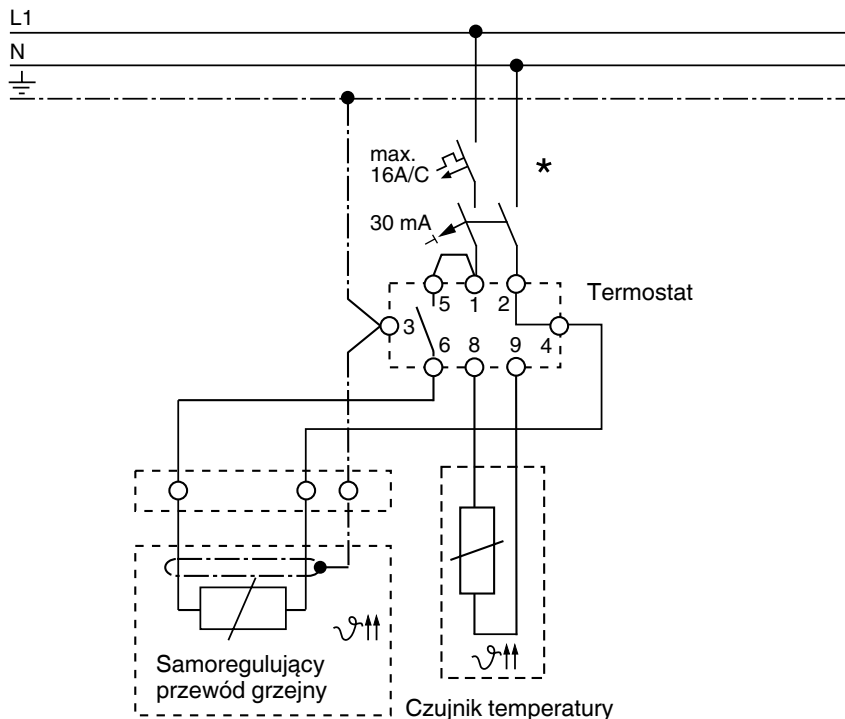 L1
N
max.
16A/C
*
30 mA
Termostat
5 1 2
3
6 8 9 4
Samoregulujący
przewód grzejny
ϑ
ϑ
Czujnik temperatury